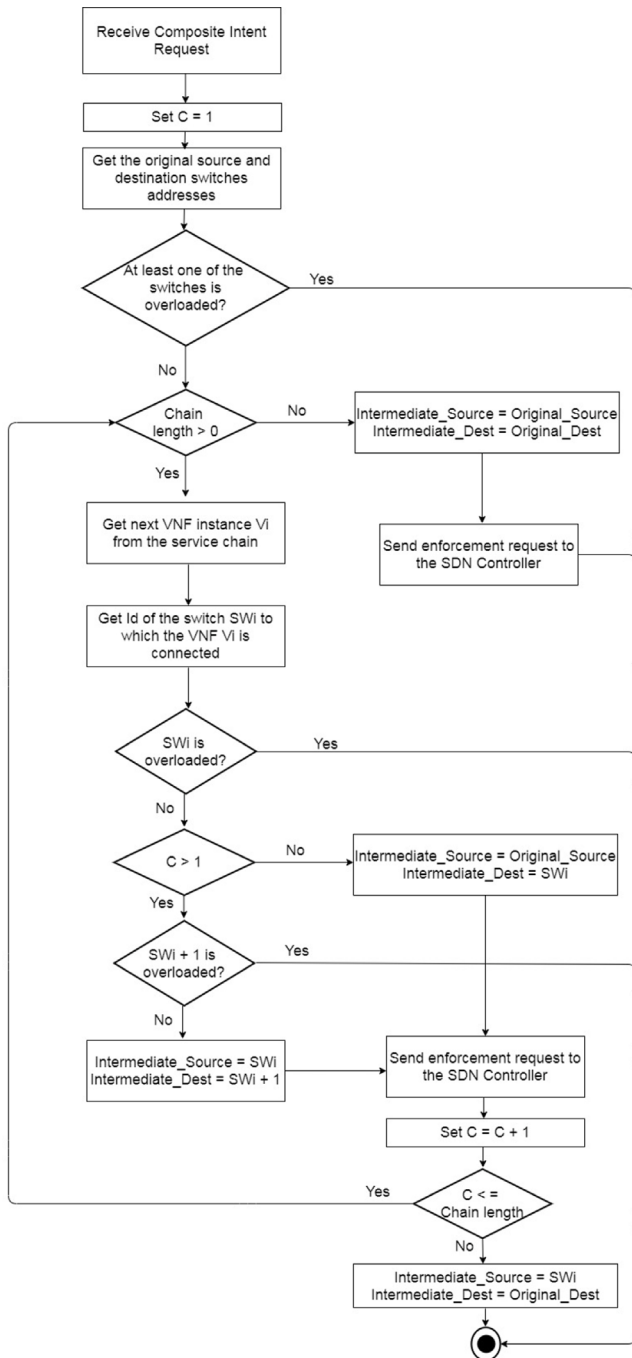 Receive Composite Intent
Request
Set C = 1
Get the original source and
destination switches
addresses
At least one of the
switches is
overloaded?
Yes
No
Chain
length > 0
No
Intermediate_Source = Original_Source
Intermediate_Dest = Original_Dest
Yes
Send enforcement request to
the SDN Controller
Get next VNF instance Vi
from the service chain
Get Id of the switch SWi to
which the VNF Vi is
connected
SWi is
overloaded?
Yes
No
C > 1
No
Intermediate_Source = Original_Source
Intermediate_Dest = SWi
Yes
SWi + 1 is
overloaded?
Yes
No
Intermediate_Source = SWi
Intermediate_Dest = SWi + 1
Send enforcement request to
the SDN Controller
Set C = C + 1
Yes
C <=
Chain length
No
Intermediate_Source = SWi
Intermediate_Dest = Original_Dest